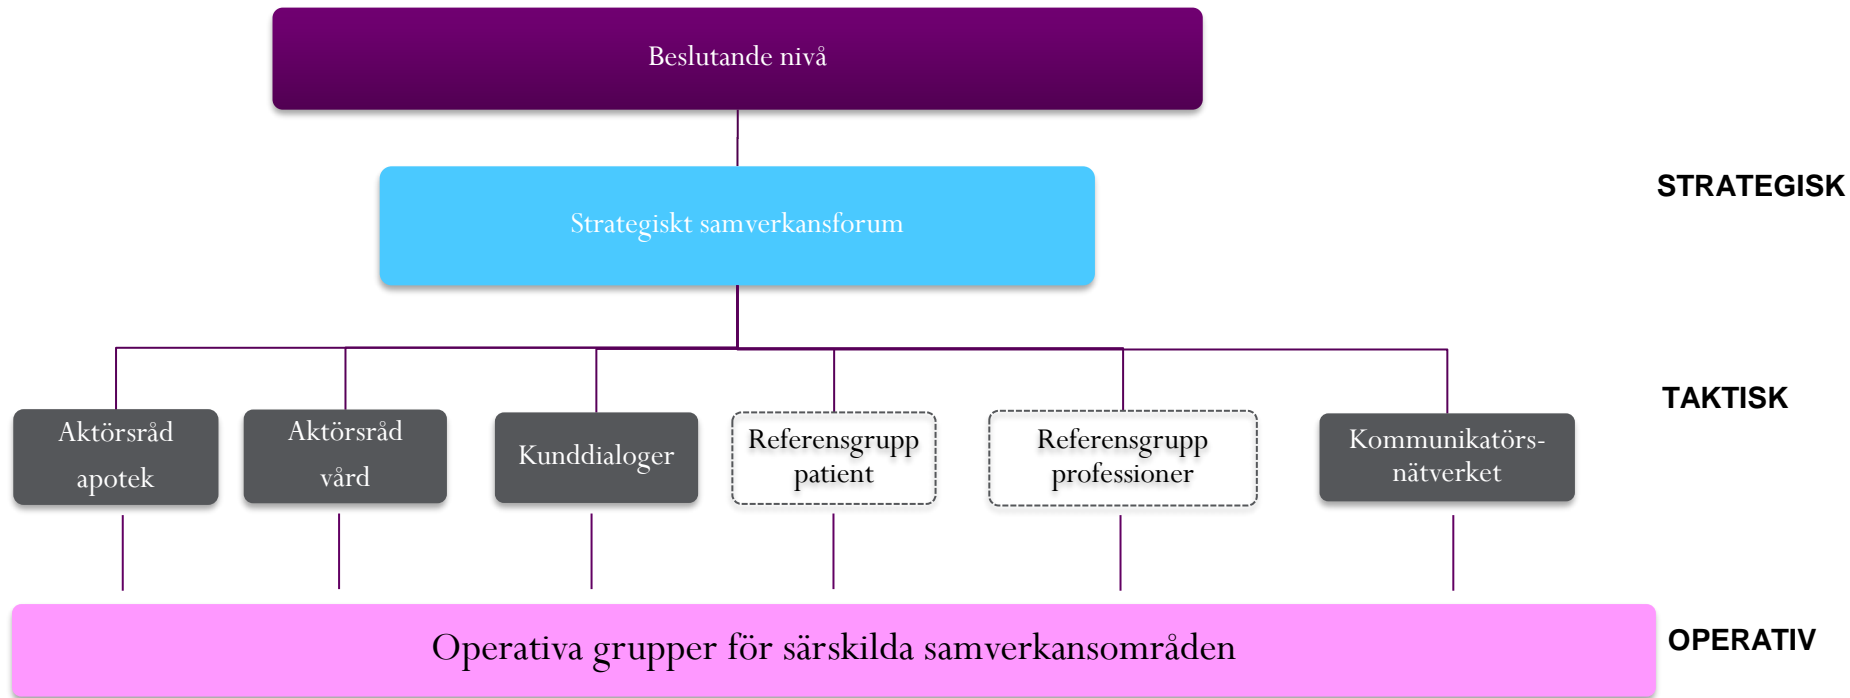 Beslutande nivå
Strategiskt samverkansforum
STRATEGISK
TAKTISK
Aktörsråd
apotek
Aktörsråd
vård
Kunddialoger
Referensgrupp
patient
Referensgrupp
professioner
Kommunikatörs-
nätverket
Operativa grupper för särskilda samverkansområden
OPERATIV